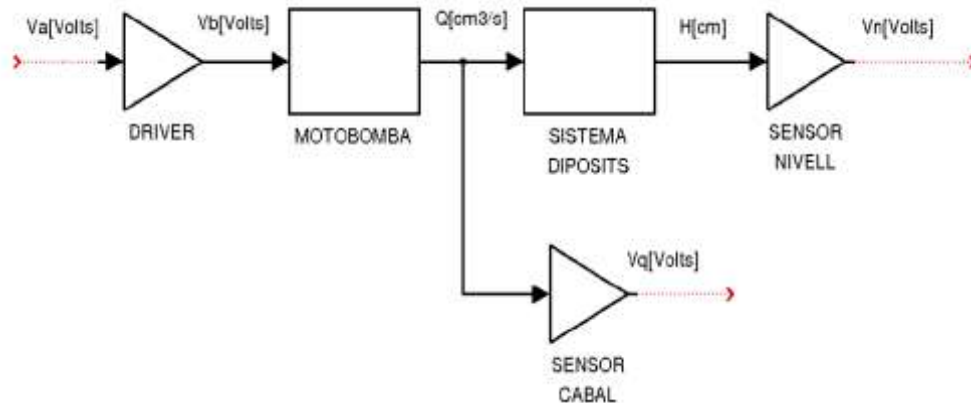 Va[Volts]
Vb[Volts]
Q[cm3/s]
H[cm]
Vn[Volts]
DRIVER
MOTOBOMBA
SISTEMA
DIPOSITS
SENSOR
NIVELL
Vq[Volts]
SENSOR
CABAL